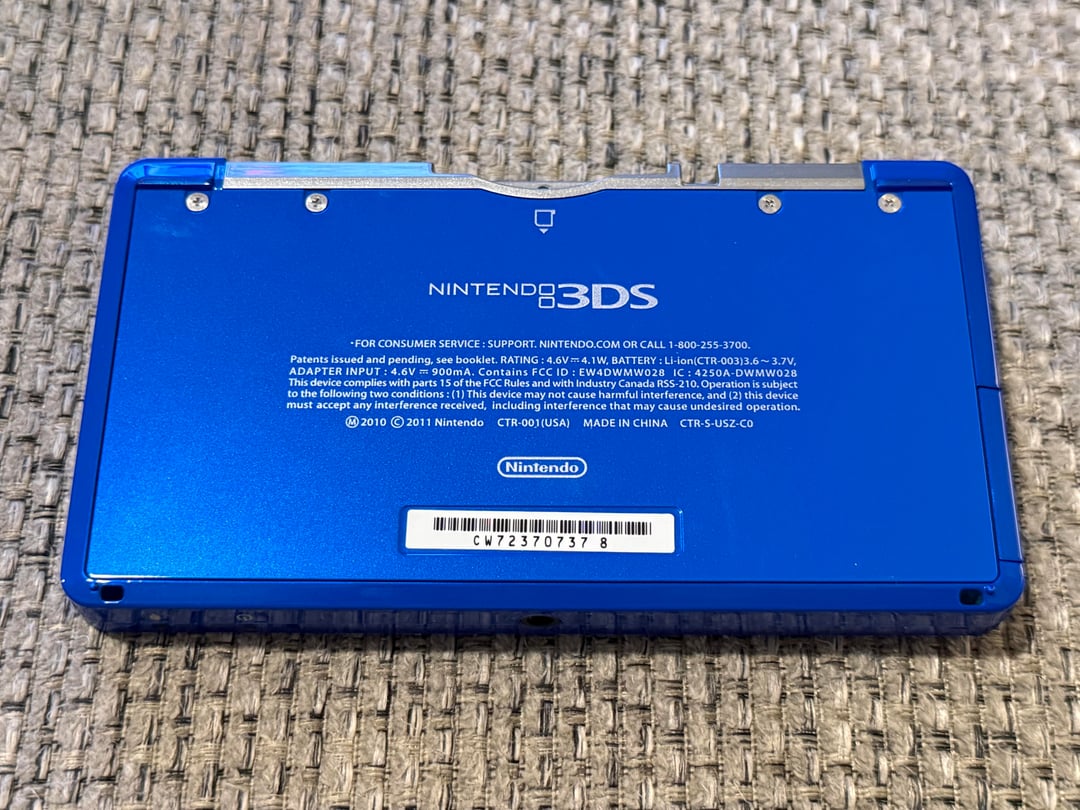 NINTENDO 3DS
·FOR CONSUMER SERVICE : SUPPORT. NINTENDO.COM OR CALL 1-800-255-3700.
Patents issued and pending, see booklet. RATING : 4.6V⎓4.1W, BATTERY : Li-ion(CTR-003)3.6～3.7V,
ADAPTER INPUT : 4.6V⎓900mA. Contains FCC ID : EW4DWMW028 IC : 4250A-DWMW028
This device complies with parts 15 of the FCC Rules and with Industry Canada RSS-210. Operation is subject
to the following two conditions : (1) This device may not cause harmful interference, and (2) this device
must accept any interference received, including interference that may cause undesired operation.
Ⓜ 2010 Ⓒ 2011 Nintendo CTR-001(USA) MADE IN CHINA CTR-S-USZ-C0
Nintendo
CW72370737 8